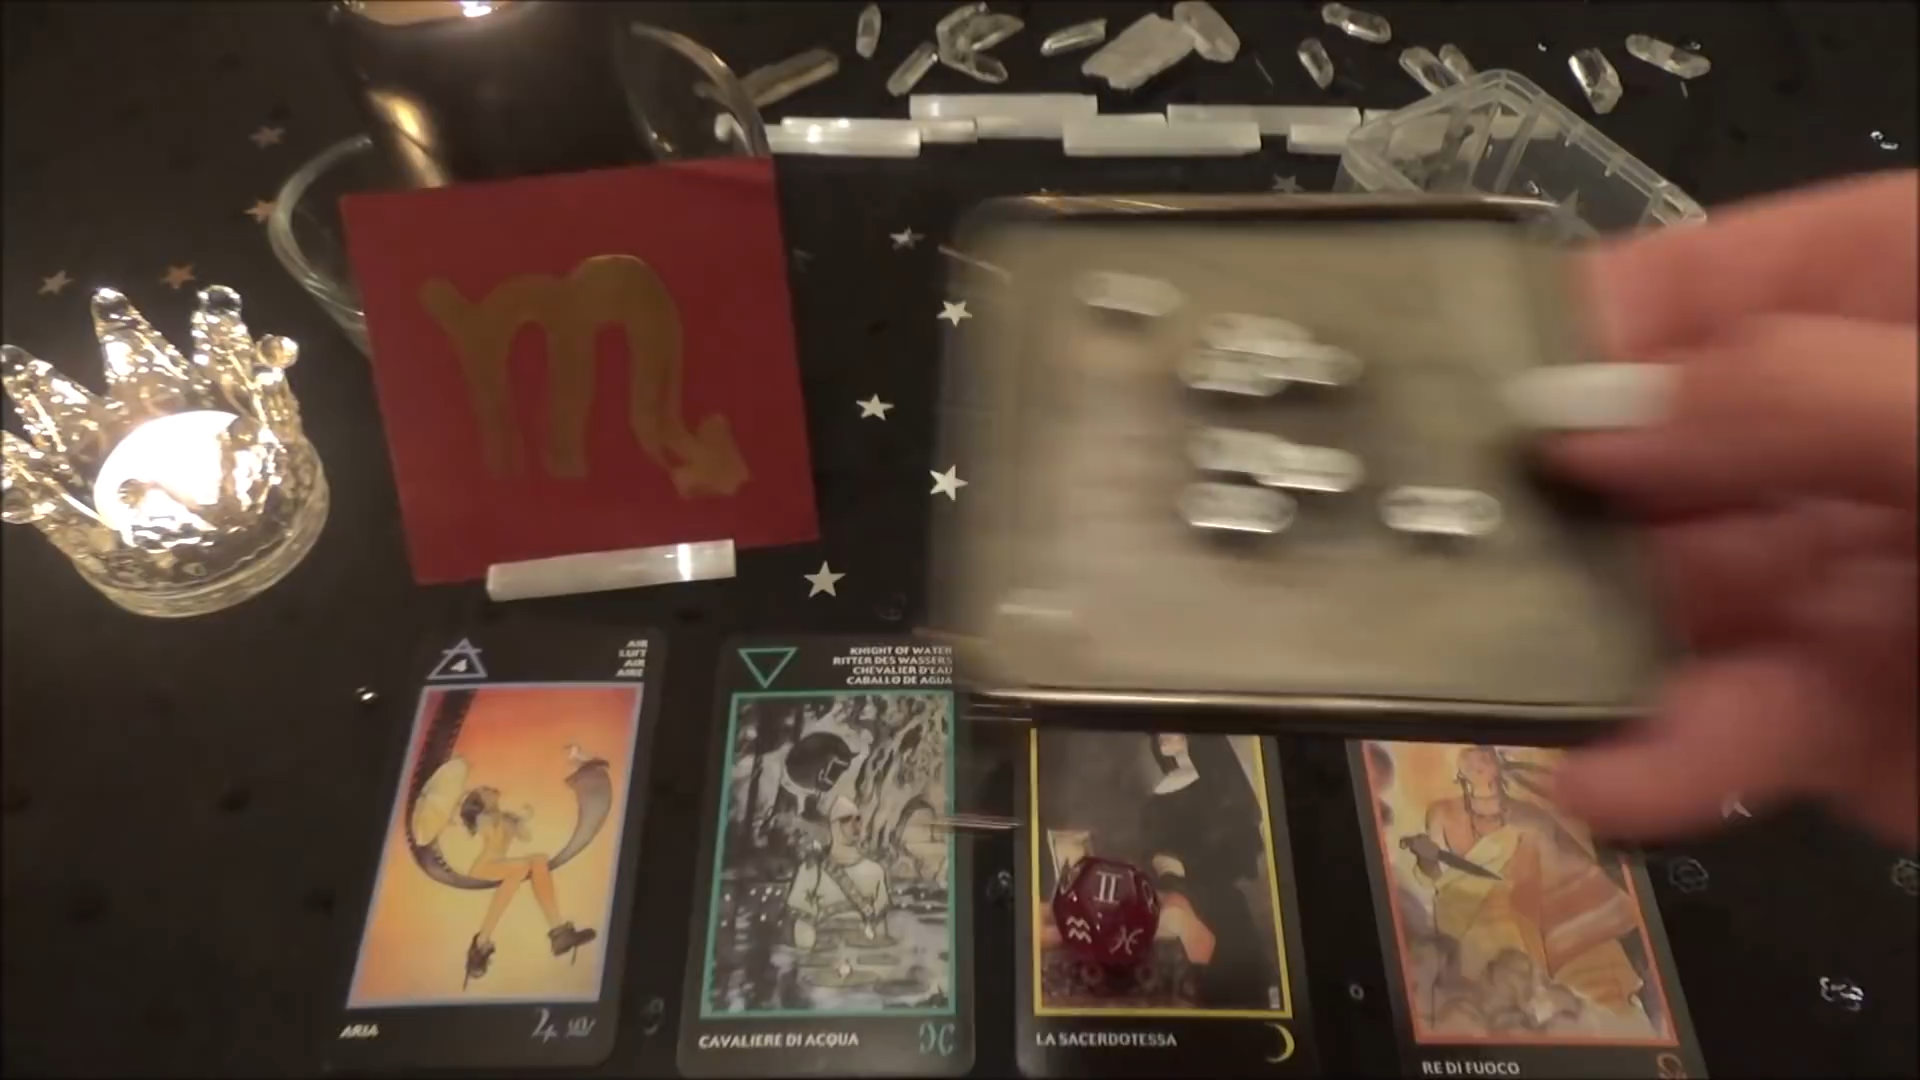 4
AIR
LUFT
AIR
AIRE
ARIA
KNIGHT OF WATER
RITTER DES WASSERS
CHEVALIER D'EAU
CABALLO DE AGUA
CAVALIERE DI ACQUA
LA SACERDOTESSA
RE DI FUOCO